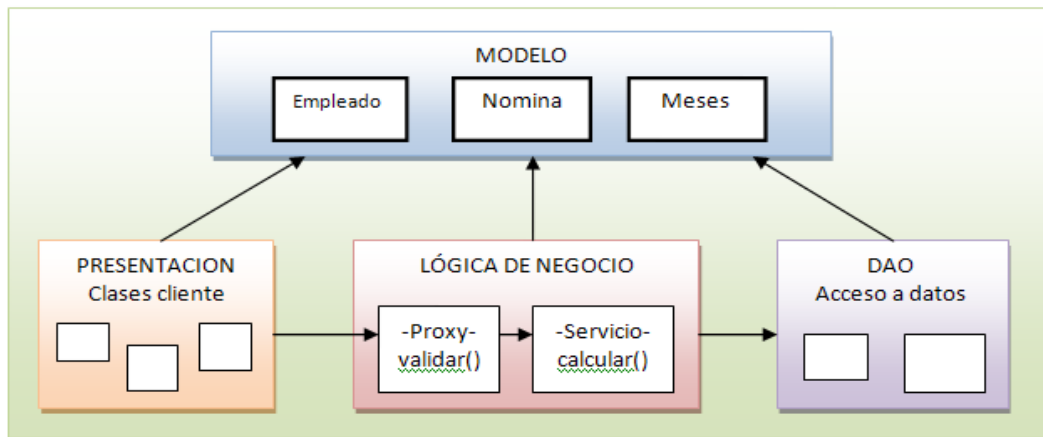 MODELO
Empleado
Nomina
Meses
PRESENTACION
Clases cliente
LÓGICA DE NEGOCIO
-Proxy-
validar()
-Servicio-
calcular()
DAO
Acceso a datos